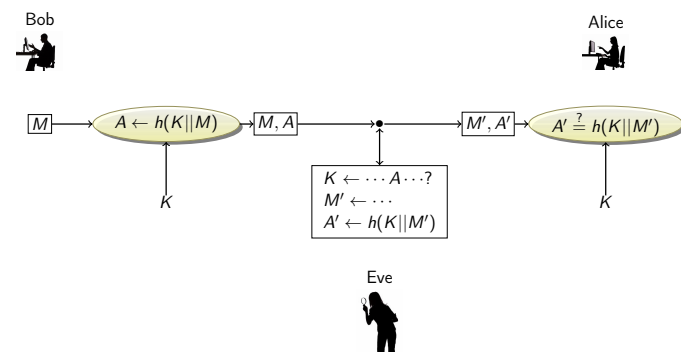 Bob
Alice
M
A ← h(K||M)
M, A
M′, A′
A′ ≟ h(K||M′)
K ← ··· A ···?
M′ ← ···
A′ ← h(K||M′)
K
K
Eve